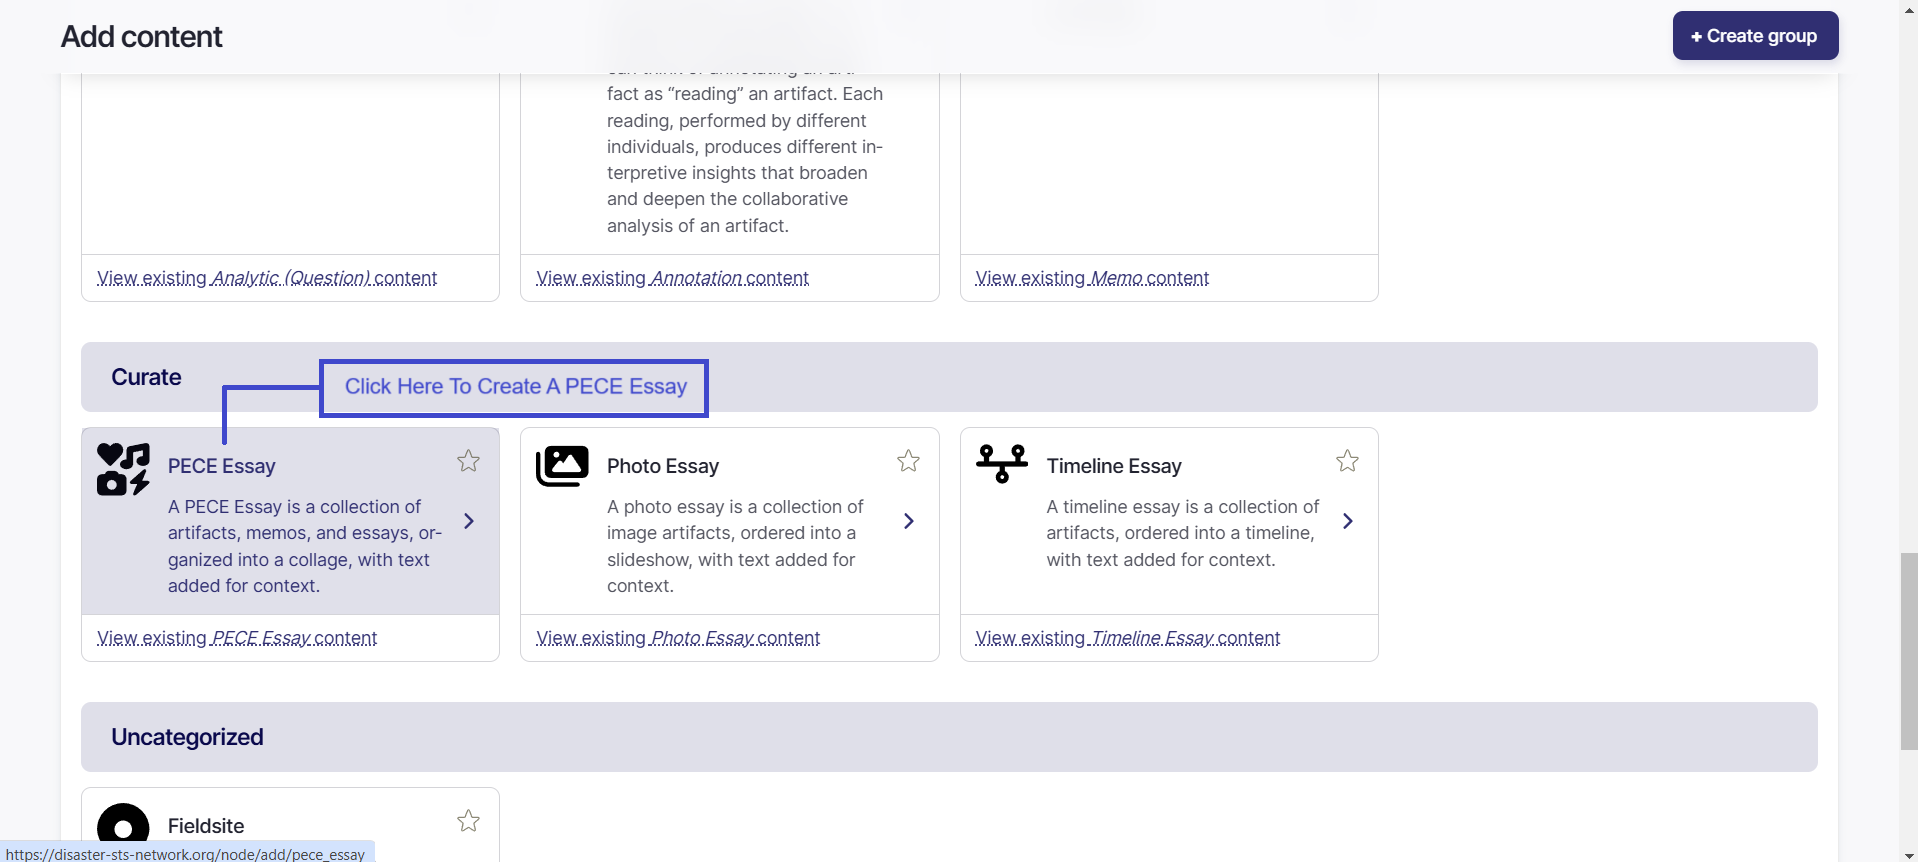 Add content
+ Create group
fact as “reading” an artifact. Each
reading, performed by different
individuals, produces different in-
terpretive insights that broaden
and deepen the collaborative
analysis of an artifact.
View existing Analytic (Question) content
View existing Annotation content
View existing Memo content
Curate
Click Here To Create A PECE Essay
PECE Essay
A PECE Essay is a collection of
artifacts, memos, and essays, or-
ganized into a collage, with text
added for context.
Photo Essay
A photo essay is a collection of
image artifacts, ordered into a
slideshow, with text added for
context.
Timeline Essay
A timeline essay is a collection of
artifacts, ordered into a timeline,
with text added for context.
View existing PECE Essay content
View existing Photo Essay content
View existing Timeline Essay content
Uncategorized
Fieldsite
https://disaster-sts-network.org/node/add/pece_essay